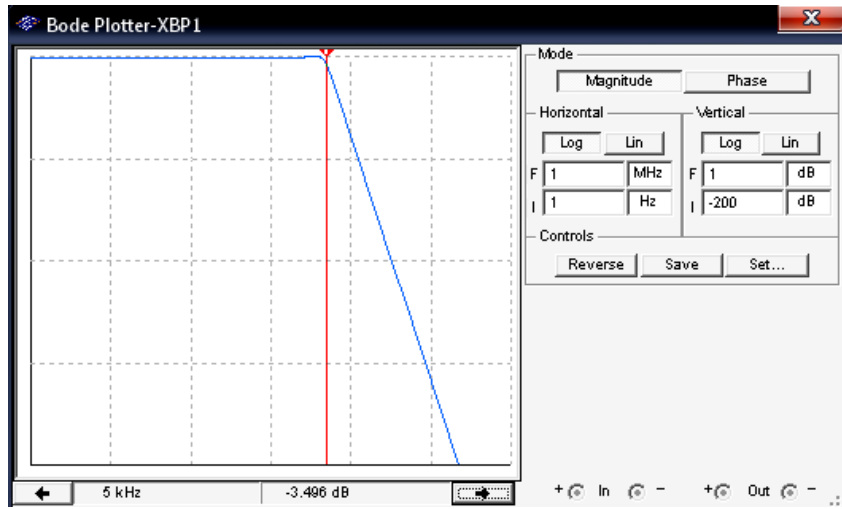 Bode Plotter-XBP1
X
Mode
Magnitude Phase
Horizontal Vertical
Log Lin Log Lin
F 1 MHz F 1 dB
I 1 Hz I -200 dB
Controls
Reverse Save Set...
5 kHz -3.496 dB
+ In - + Out -